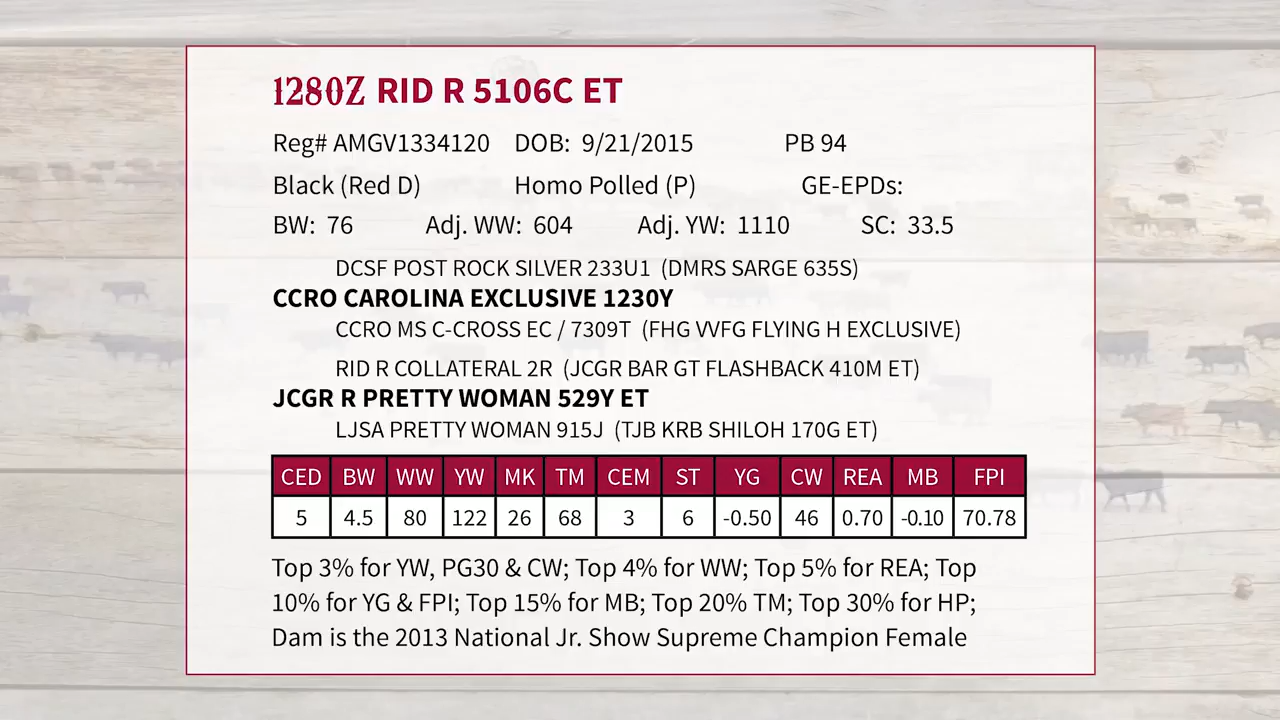 1280Z RID R 5106C ET
Reg# AMGV1334120 DOB: 9/21/2015 PB 94
Black (Red D) Homo Polled (P) GE-EPDs:
BW: 76 Adj. WW: 604 Adj. YW: 1110 SC: 33.5
DCSF POST ROCK SILVER 233U1 (DMRS SARGE 635S)
CCRO CAROLINA EXCLUSIVE 1230Y
CCRO MS C-CROSS EC / 7309T (FHG VVFG FLYING H EXCLUSIVE)
RID R COLLATERAL 2R (JCGR BAR GT FLASHBACK 410M ET)
JCGR R PRETTY WOMAN 529Y ET
LJSA PRETTY WOMAN 915J (TJB KRB SHILOH 170G ET)
CED BW WW YW MK TM CEM ST YG CW REA MB FPI
5 4.5 80 122 26 68 3 6 -0.50 46 0.70 -0.10 70.78
Top 3% for YW, PG30 & CW; Top 4% for WW; Top 5% for REA; Top
10% for YG & FPI; Top 15% for MB; Top 20% TM; Top 30% for HP;
Dam is the 2013 National Jr. Show Supreme Champion Female